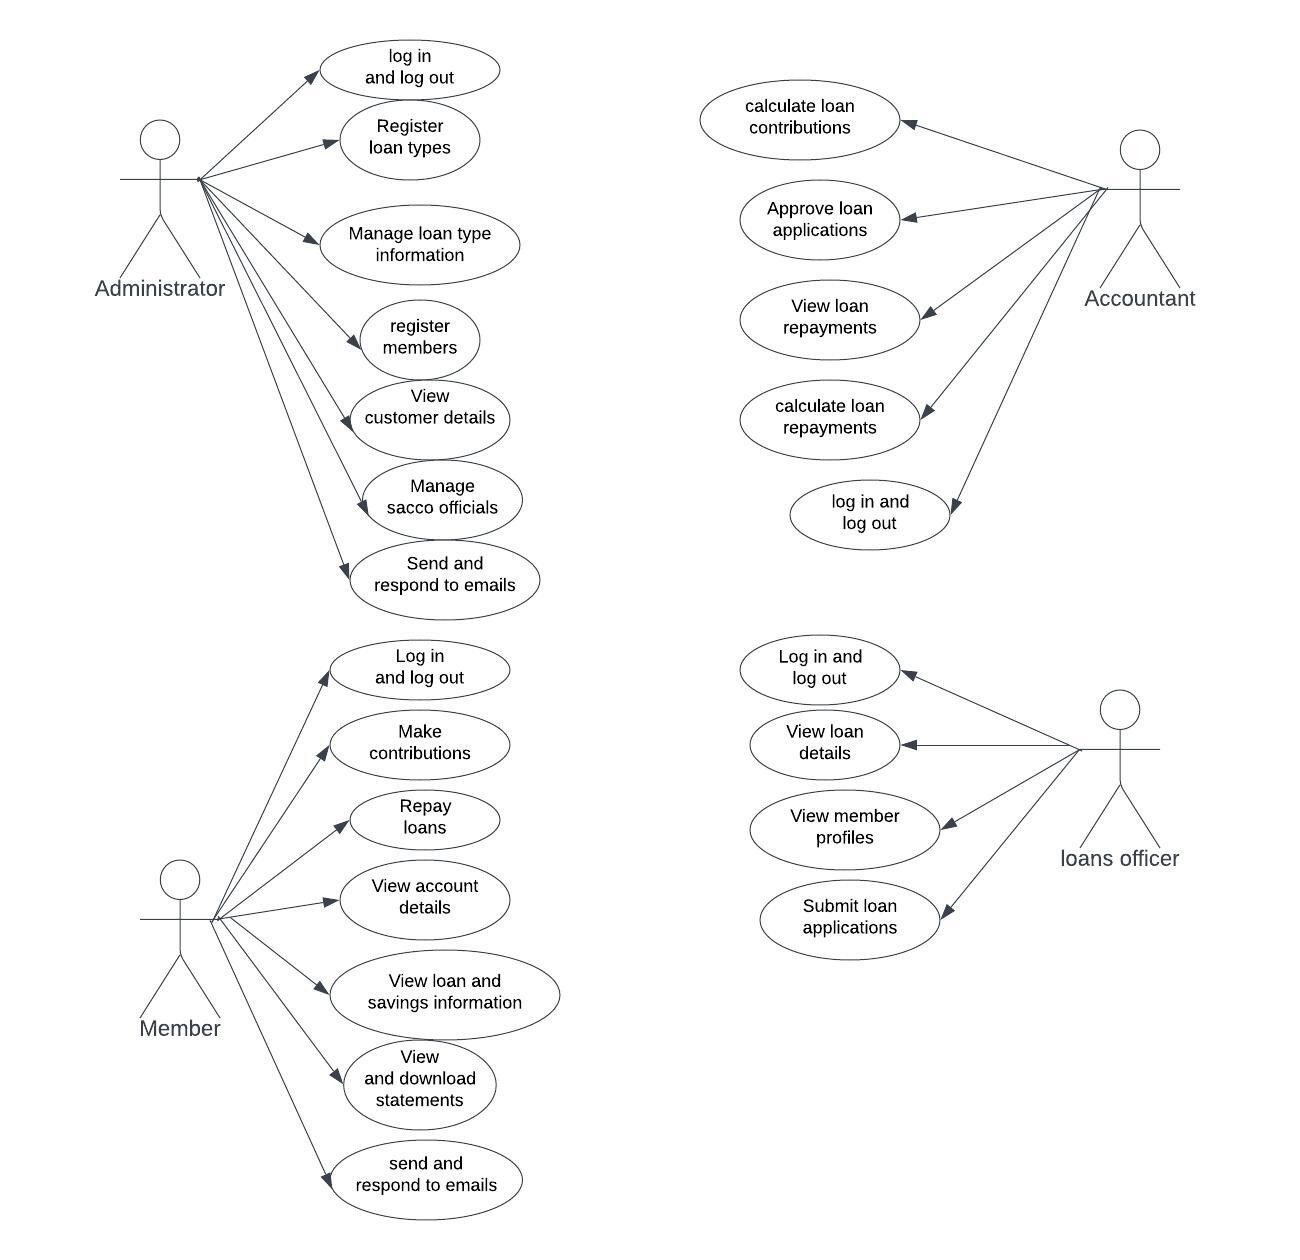 log in
and log out
Register
loan types
Manage loan type
information
register
members
View
customer details
Manage
sacco officials
Send and
respond to emails
Administrator
calculate loan
contributions
Approve loan
applications
View loan
repayments
calculate loan
repayments
log in and
log out
Accountant
Log in
and log out
Make
contributions
Repay
loans
View account
details
View loan and
savings information
View
and download
statements
send and
respond to emails
Member
Log in and
log out
View loan
details
View member
profiles
Submit loan
applications
loans officer